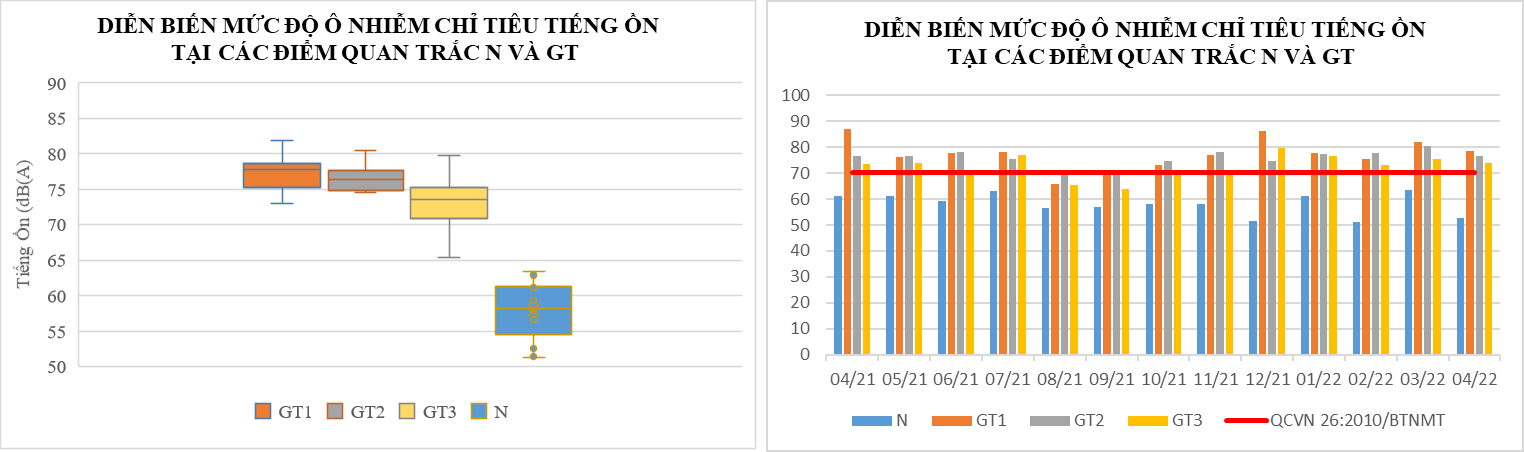 DIỄN BIẾN MỨC ĐỘ Ô NHIỄM CHỈ TIÊU TIẾNG ỒN
TẠI CÁC ĐIỂM QUAN TRẮC N VÀ GT
90
85
80
75
70
65
60
55
50
Tiếng Ồn (dB(A)
GT1 GT2 GT3 N
DIỄN BIẾN MỨC ĐỘ Ô NHIỄM CHỈ TIÊU TIẾNG ỒN
TẠI CÁC ĐIỂM QUAN TRẮC N VÀ GT
100
90
80
70
60
50
40
30
20
10
0
04/21 05/21 06/21 07/21 08/21 09/21 10/21 11/21 12/21 01/22 02/22 03/22 04/22
N GT1 GT2 GT3 QCVN 26:2010/BTNMT